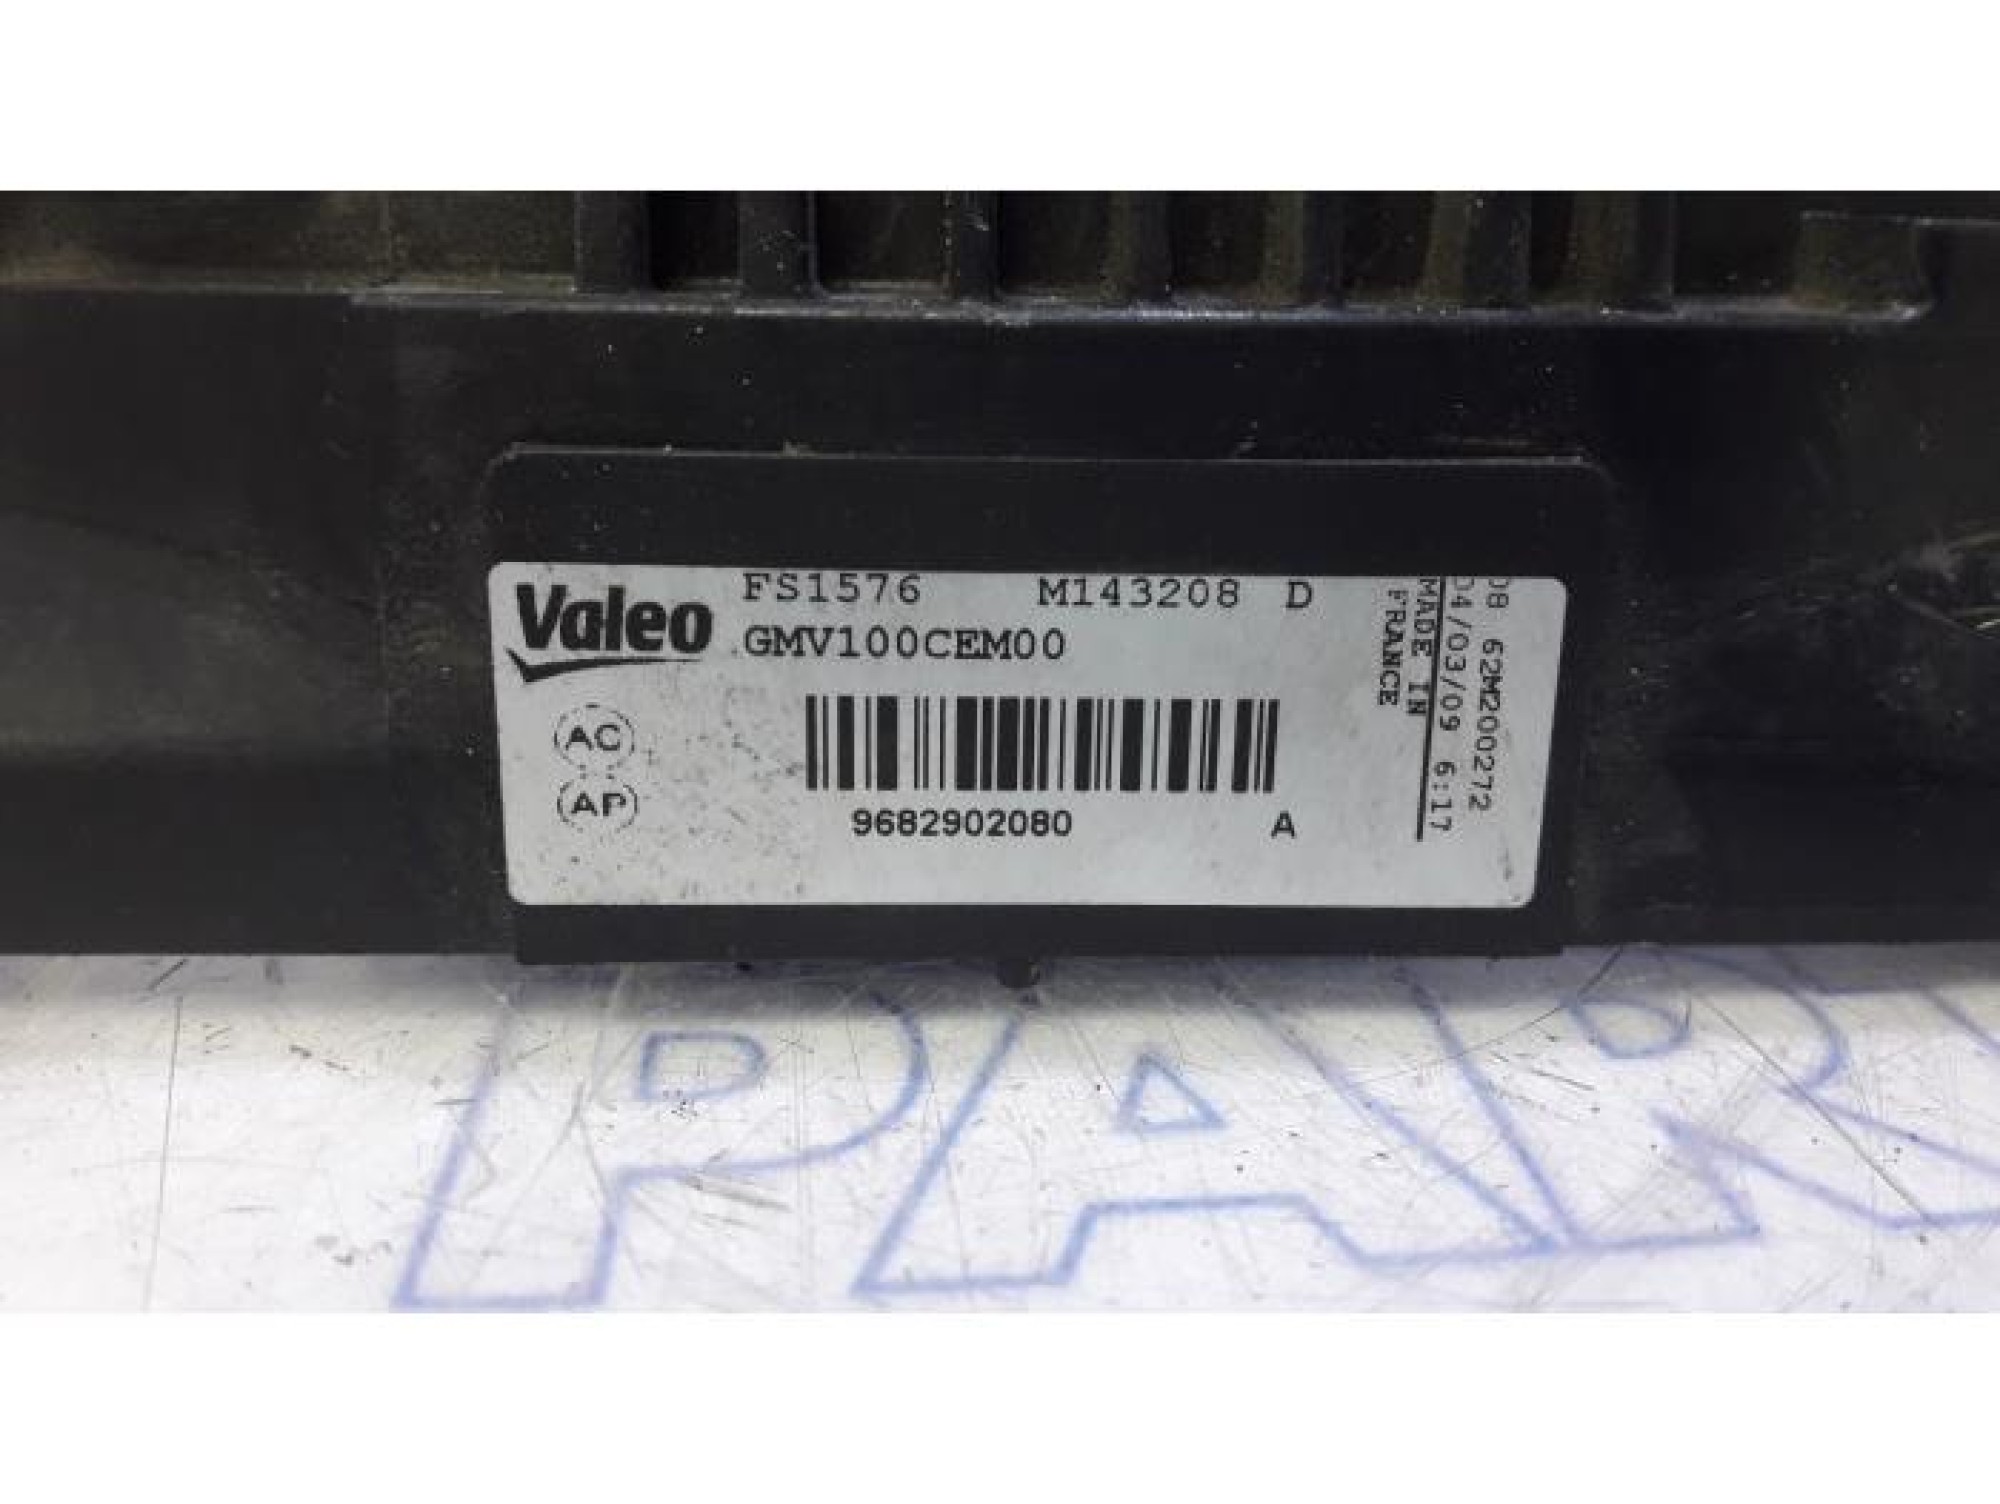 Valeo FS1576 M143208 D
GMV100CEM00
AC
AP
9682902080 A
08 62M200272
04/03/09 6:17
MADE IN
FRANCE
PAR